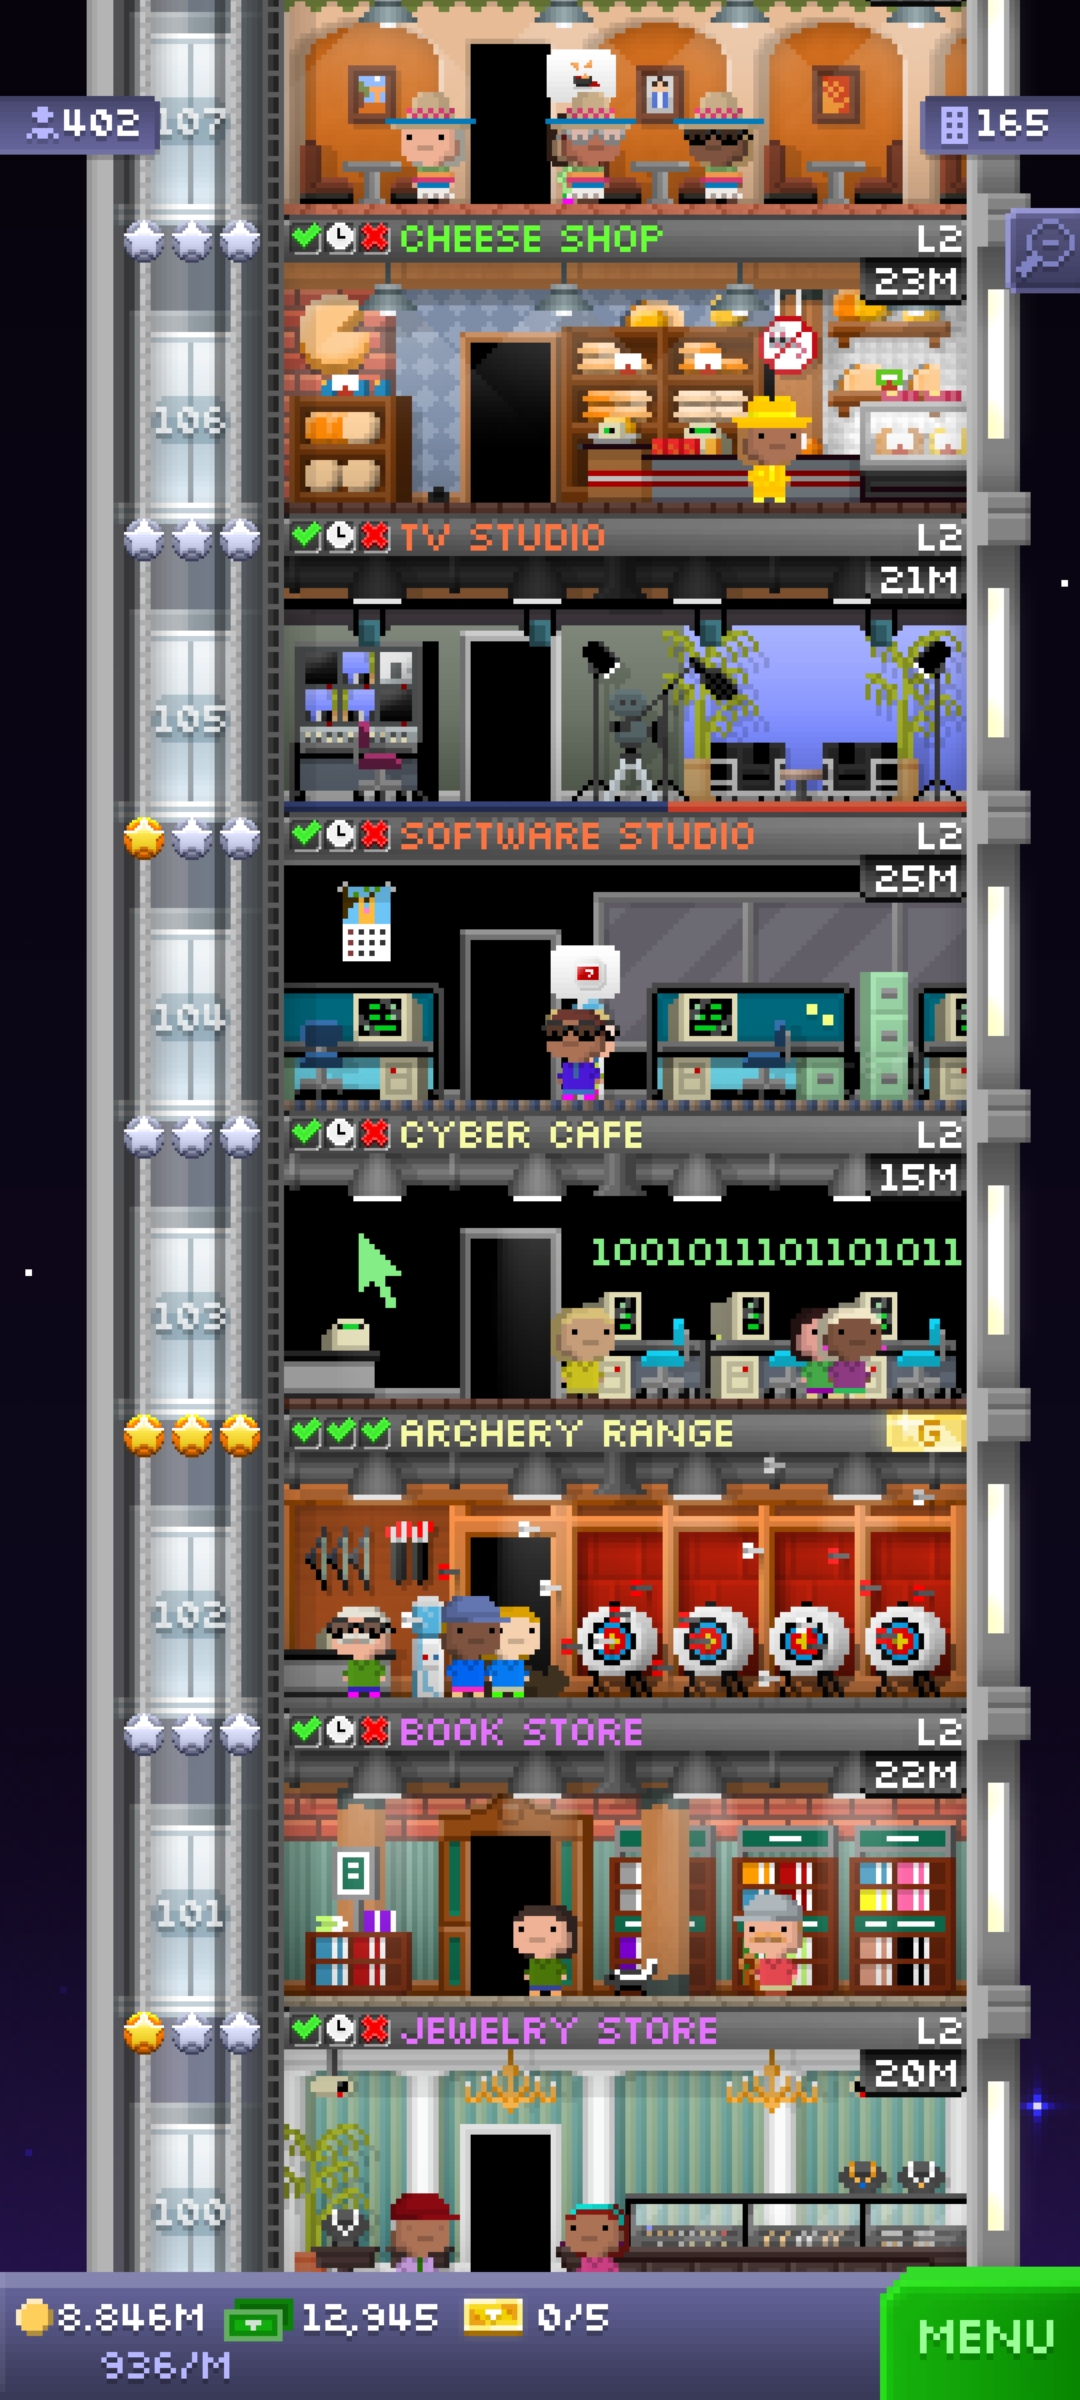 402
107
165
CHEESE SHOP L2
23M
106
TV STUDIO L2
21M
105
SOFTWARE STUDIO L2
25M
104
?
CYBER CAFE L2
15M
1001011101101011
103
ARCHERY RANGE G
102
BOOK STORE L2
22M
8
101
JEWELRY STORE L2
20M
100
8.846M 12,945 0/5
936/M
MENU